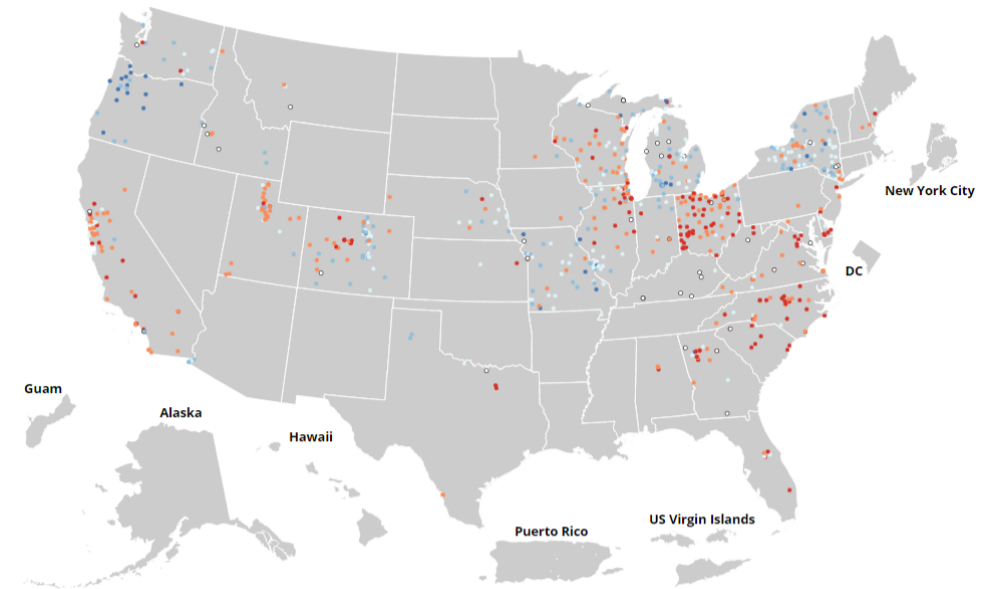 New York City
DC
Guam
Alaska
Hawaii
US Virgin Islands
Puerto Rico